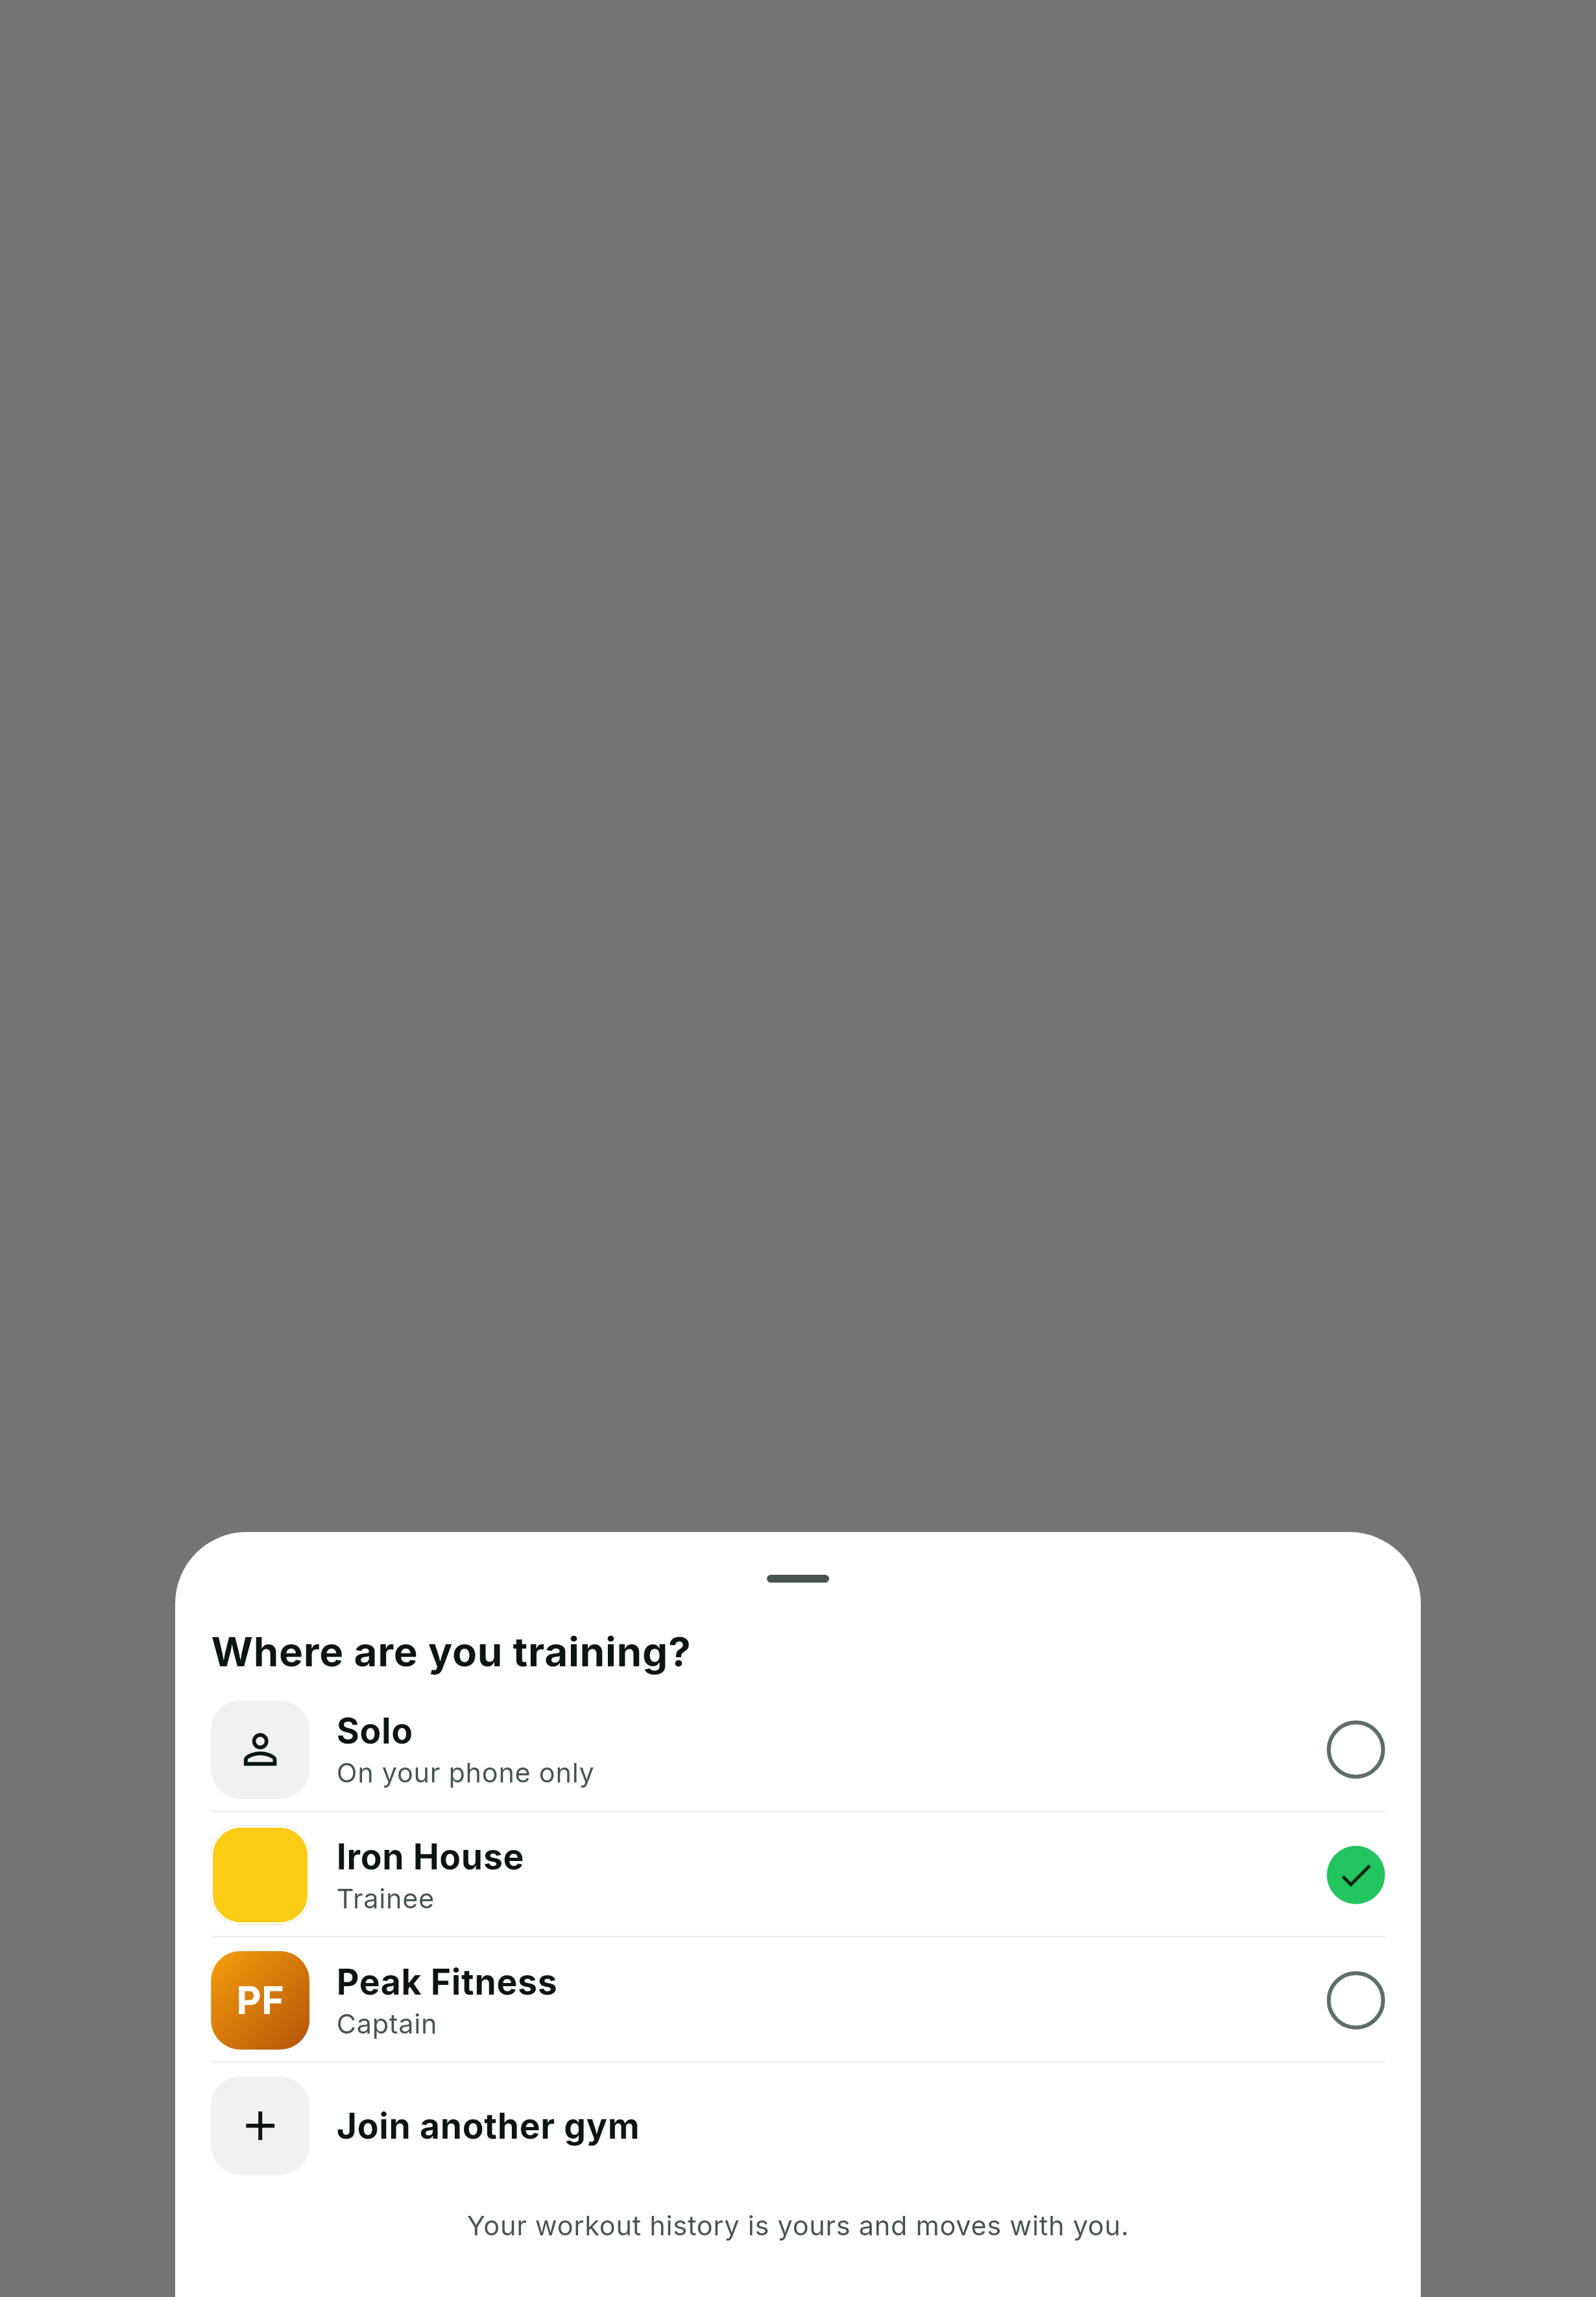 Where are you training?
Solo
On your phone only
Iron House
Trainee
PF
Peak Fitness
Captain
Join another gym
Your workout history is yours and moves with you.